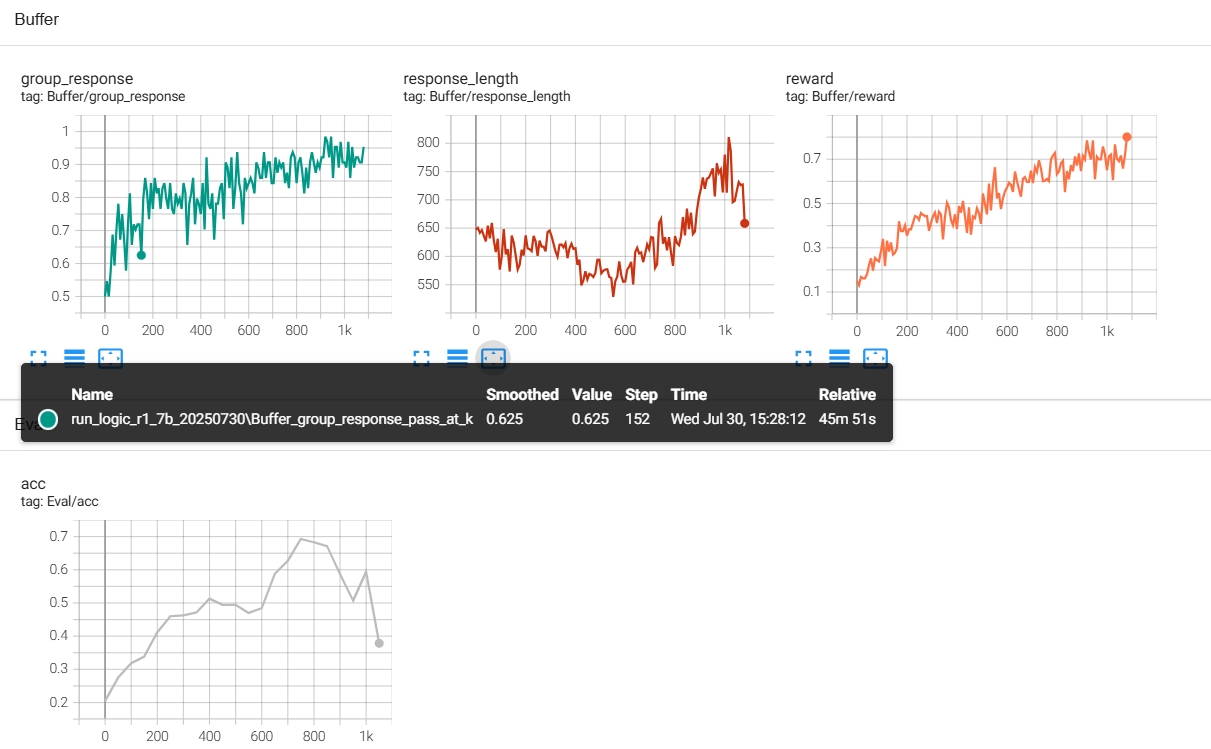 Buffer
group_response
tag: Buffer/group_response
1
0.9
0.8
0.7
0.6
0.5
0 200 400 600 800 1k
response_length
tag: Buffer/response_length
800
750
700
650
600
550
0 200 400 600 800 1k
reward
tag: Buffer/reward
0.7
0.5
0.3
0.1
0 200 400 600 800 1k
Name Smoothed Value Step Time Relative
run_logic_r1_7b_20250730\Buffer_group_response_pass_at_k 0.625 0.625 152 Wed Jul 30, 15:28:12 45m 51s
acc
tag: Eval/acc
0.7
0.6
0.5
0.4
0.3
0.2
0 200 400 600 800 1k